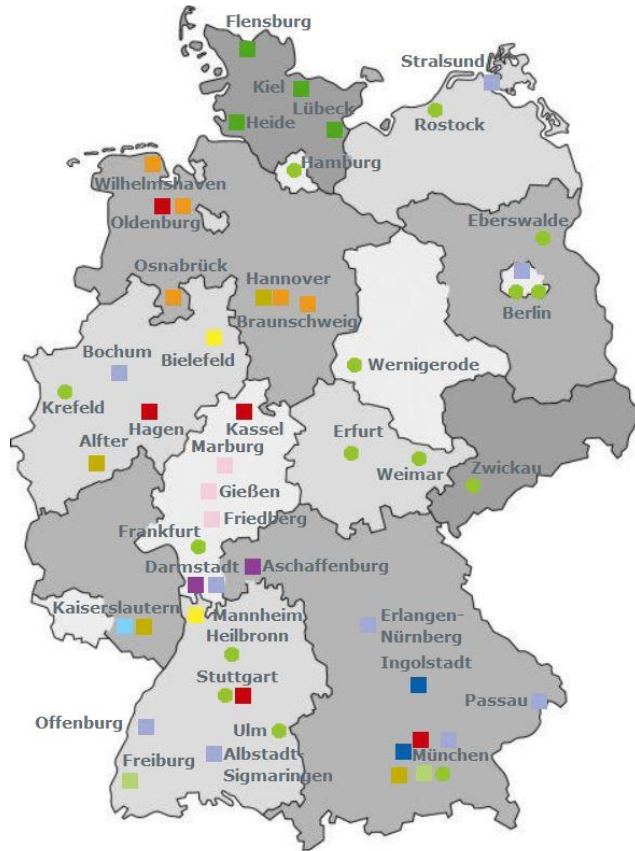 Flensburg
Stralsund
Kiel
Lübeck
Heide
Rostock
Hamburg
Wilhelmshaven
Oldenburg
Eberswalde
Osnabrück
Hannover
Braunschweig
Berlin
Bochum
Bielefeld
Wernigerode
Krefeld
Hagen
Kassel
Alfter
Marburg
Erfurt
Weimar
Zwickau
Gießen
Friedberg
Frankfurt
Darmstadt
Aschaffenburg
Kaiserslautern
Mannheim
Heilbronn
Erlangen-
Nürnberg
Ingolstadt
Stuttgart
Passau
Offenburg
Ulm
Albstadt-
Sigmaringen
München
Freiburg